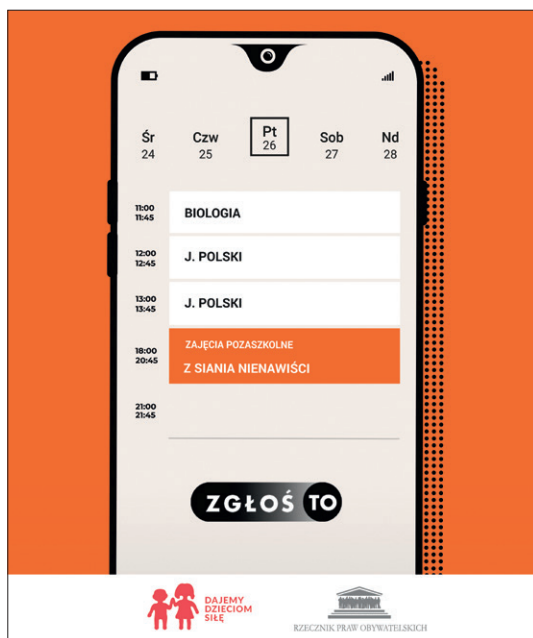 Śr Czw Pt Sob Nd
24 25 26 27 28
11:00
11:45
BIOLOGIA
12:00
12:45
J. POLSKI
13:00
13:45
J. POLSKI
18:00
20:45
ZAJĘCIA POZASZKOLNE
Z SIANIA NIENAWIŚCI
21:00
21:45
ZGŁOŚ TO
DAJEMY
DZIECIOM
SIŁĘ
RZECZNIK PRAW OBYWATELSKICH